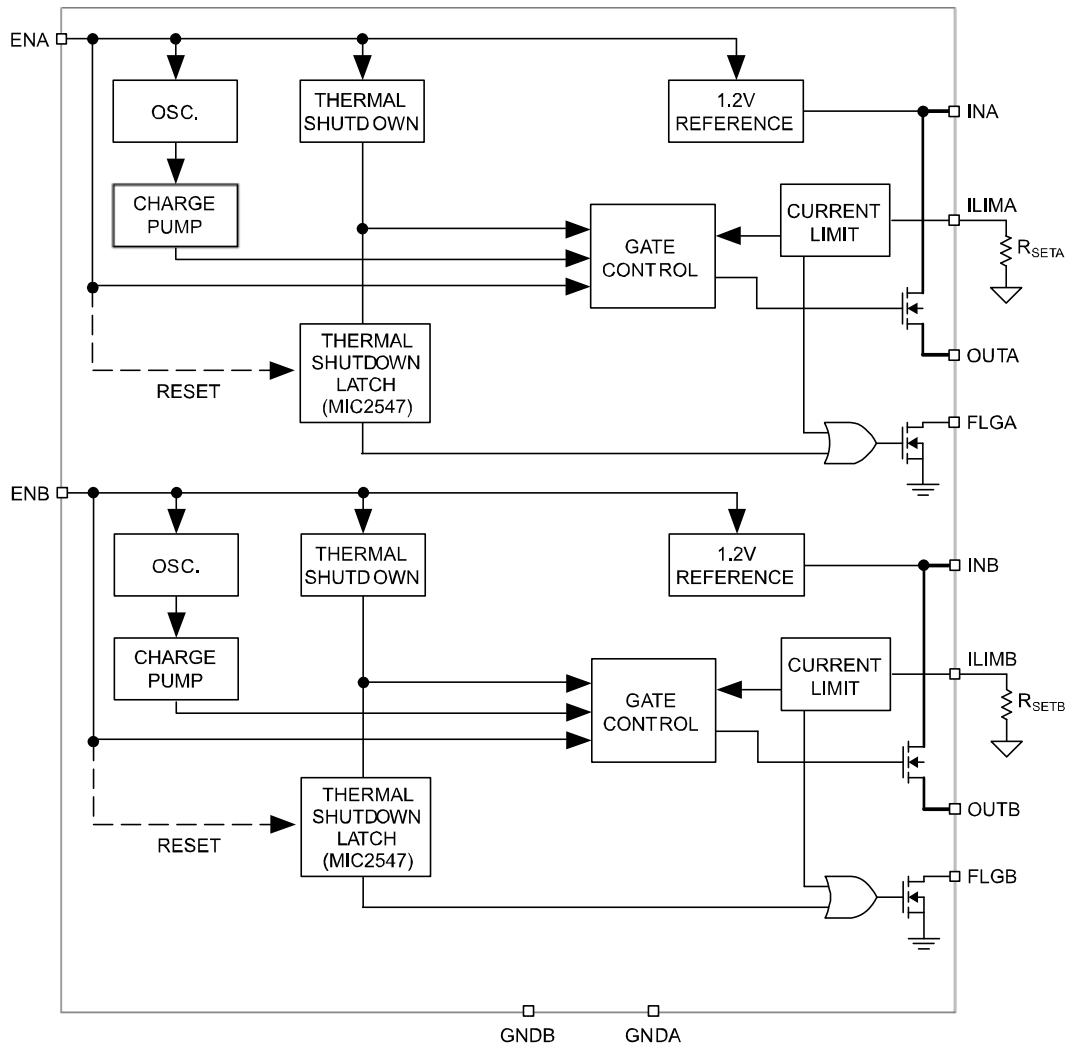 ENA
OSC.
THERMAL
SHUTDOWN
1.2V
REFERENCE
INA
CHARGE
PUMP
GATE
CONTROL
CURRENT
LIMIT
ILIMA
RSETA
THERMAL
SHUTDOWN
LATCH
(MIC2547)
RESET
OUTA
FLGA
ENB
OSC.
THERMAL
SHUTDOWN
1.2V
REFERENCE
INB
CHARGE
PUMP
GATE
CONTROL
CURRENT
LIMIT
ILIMB
RSETB
THERMAL
SHUTDOWN
LATCH
(MIC2547)
RESET
OUTB
FLGB
GNDB
GNDA